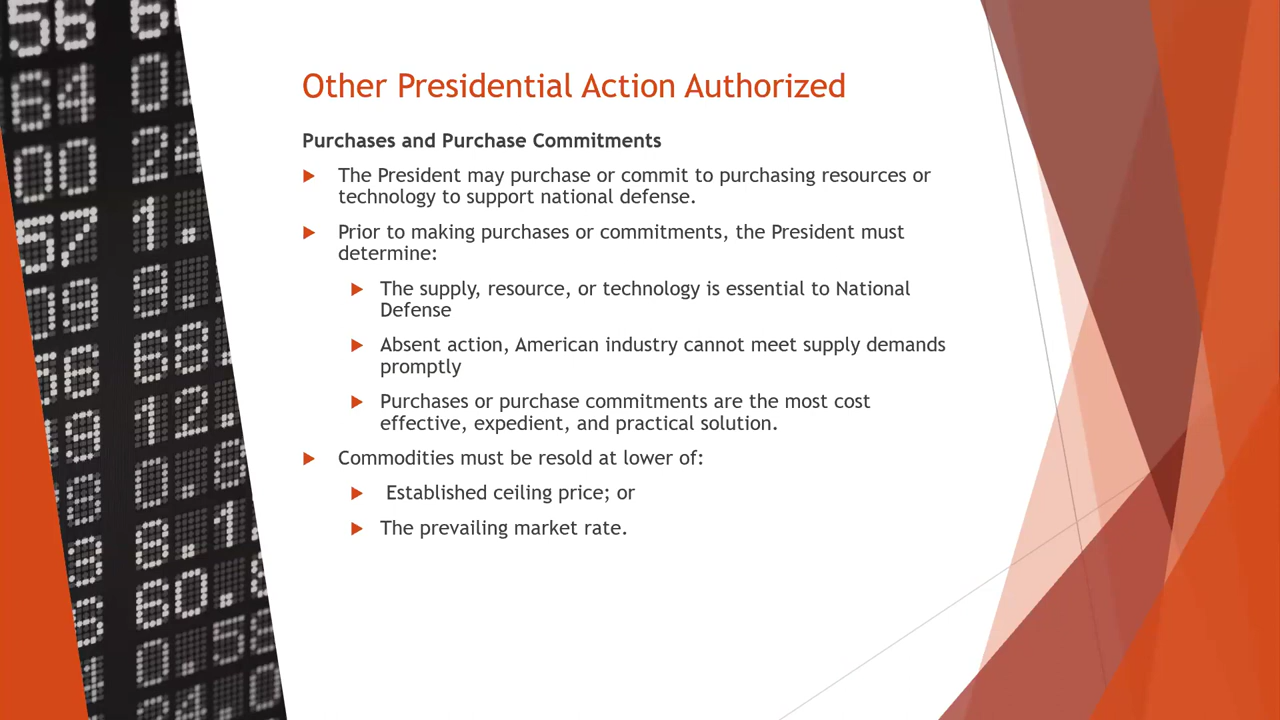 Other Presidential Action Authorized
Purchases and Purchase Commitments
The President may purchase or commit to purchasing resources or
technology to support national defense.
Prior to making purchases or commitments, the President must
determine:
The supply, resource, or technology is essential to National
Defense
Absent action, American industry cannot meet supply demands
promptly
Purchases or purchase commitments are the most cost
effective, expedient, and practical solution.
Commodities must be resold at lower of:
Established ceiling price; or
The prevailing market rate.